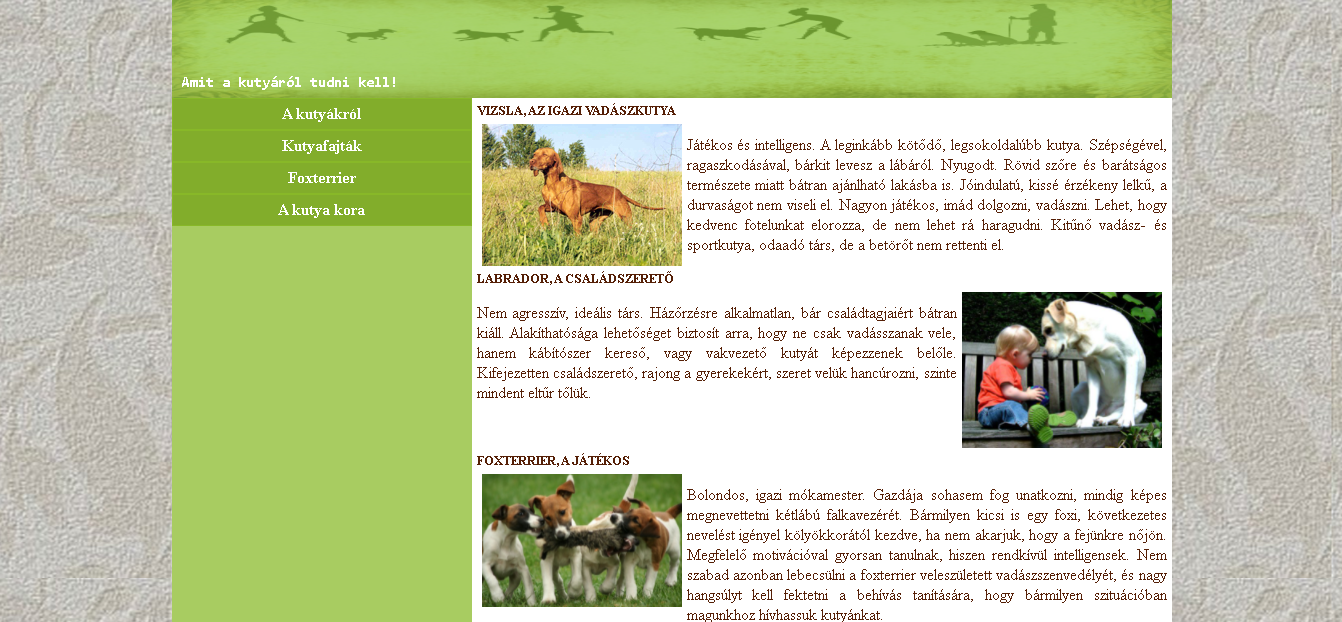 Amit a kutyáról tudni kell!
A kutyákról
Kutyafajták
Foxterrier
A kutya kora
VIZSLA, AZ IGAZI VADÁSZKUTYA
Játékos és intelligens. A leginkább kötődő, legsokoldalúbb kutya. Szépségével,
ragaszkodásával, bárkit levesz a lábáról. Nyugodt. Rövid szőre és barátságos
természete miatt bátran ajánlható lakásba is. Jóindulatú, kissé érzékeny lelkű, a
durvaságot nem viseli el. Nagyon játékos, imád dolgozni, vadászni. Lehet, hogy
kedvenc fotelunkat elorozza, de nem lehet rá haragudni. Kitűnő vadász- és
sportkutya, odaadó társ, de a betörőt nem rettenti el.
LABRADOR, A CSALÁDSZERETŐ
Nem agresszív, ideális társ. Házőrzésre alkalmatlan, bár családtagjaiért bátran
kiáll. Alakíthatósága lehetőséget biztosít arra, hogy ne csak vadásszanak vele,
hanem kábítószer kereső, vagy vakvezető kutyát képezzenek belőle.
Kifejezetten családszerető, rajong a gyerekekért, szeret velük hancúrozni, szinte
mindent eltűr tőlük.
FOXTERRIER, A JÁTÉKOS
Bolondos, igazi mókamester. Gazdája sohasem fog unatkozni, mindig képes
megnevettetni kétlábú falkavezérét. Bármilyen kicsi is egy foxi, következetes
nevelést igényel kölyökkorától kezdve, ha nem akarjuk, hogy a fejünkre nőjön.
Megfelelő motivációval gyorsan tanulnak, hiszen rendkívül intelligensek. Nem
szabad azonban lebecsülni a foxterrier veleszületett vadászszenvedélyét, és nagy
hangsúlyt kell fektetni a behívás tanítására, hogy bármilyen szituációban
magunkhoz hívhassuk kutyánkat.